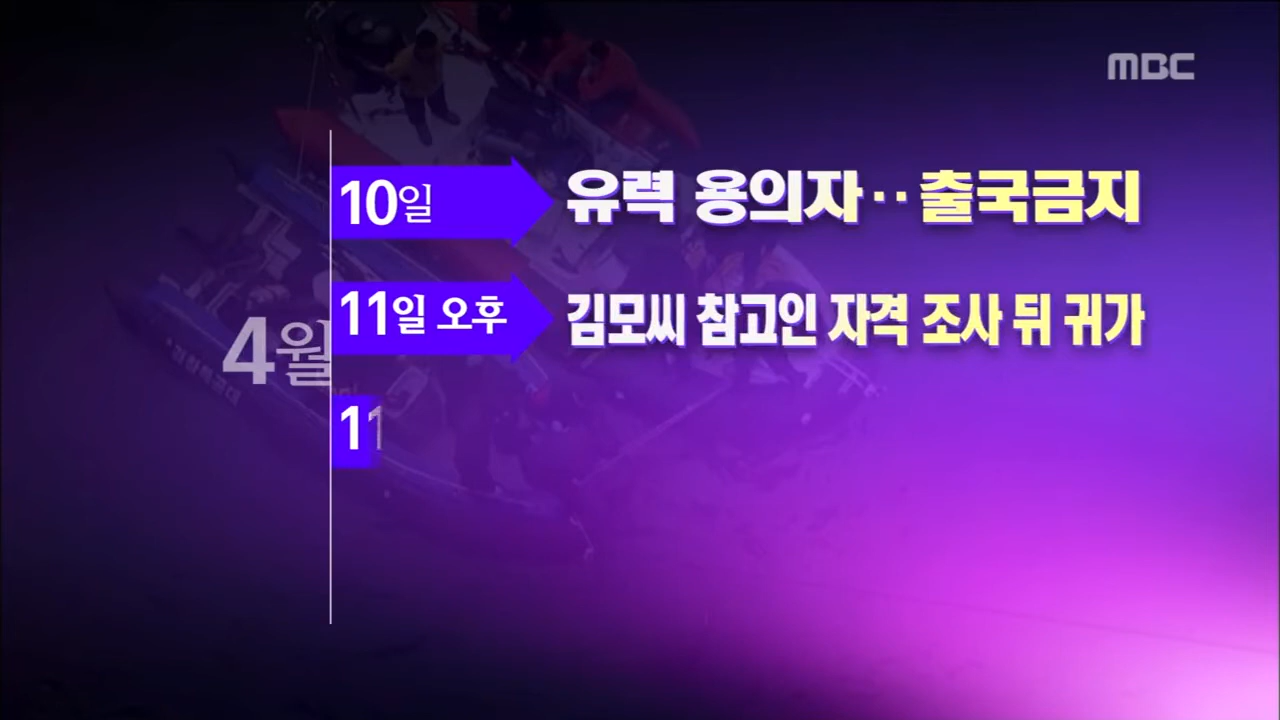 MBC
10일
유력 용의자‥출국금지
11일 오후
김모씨 참고인 자격 조사 뒤 귀가
4월
11